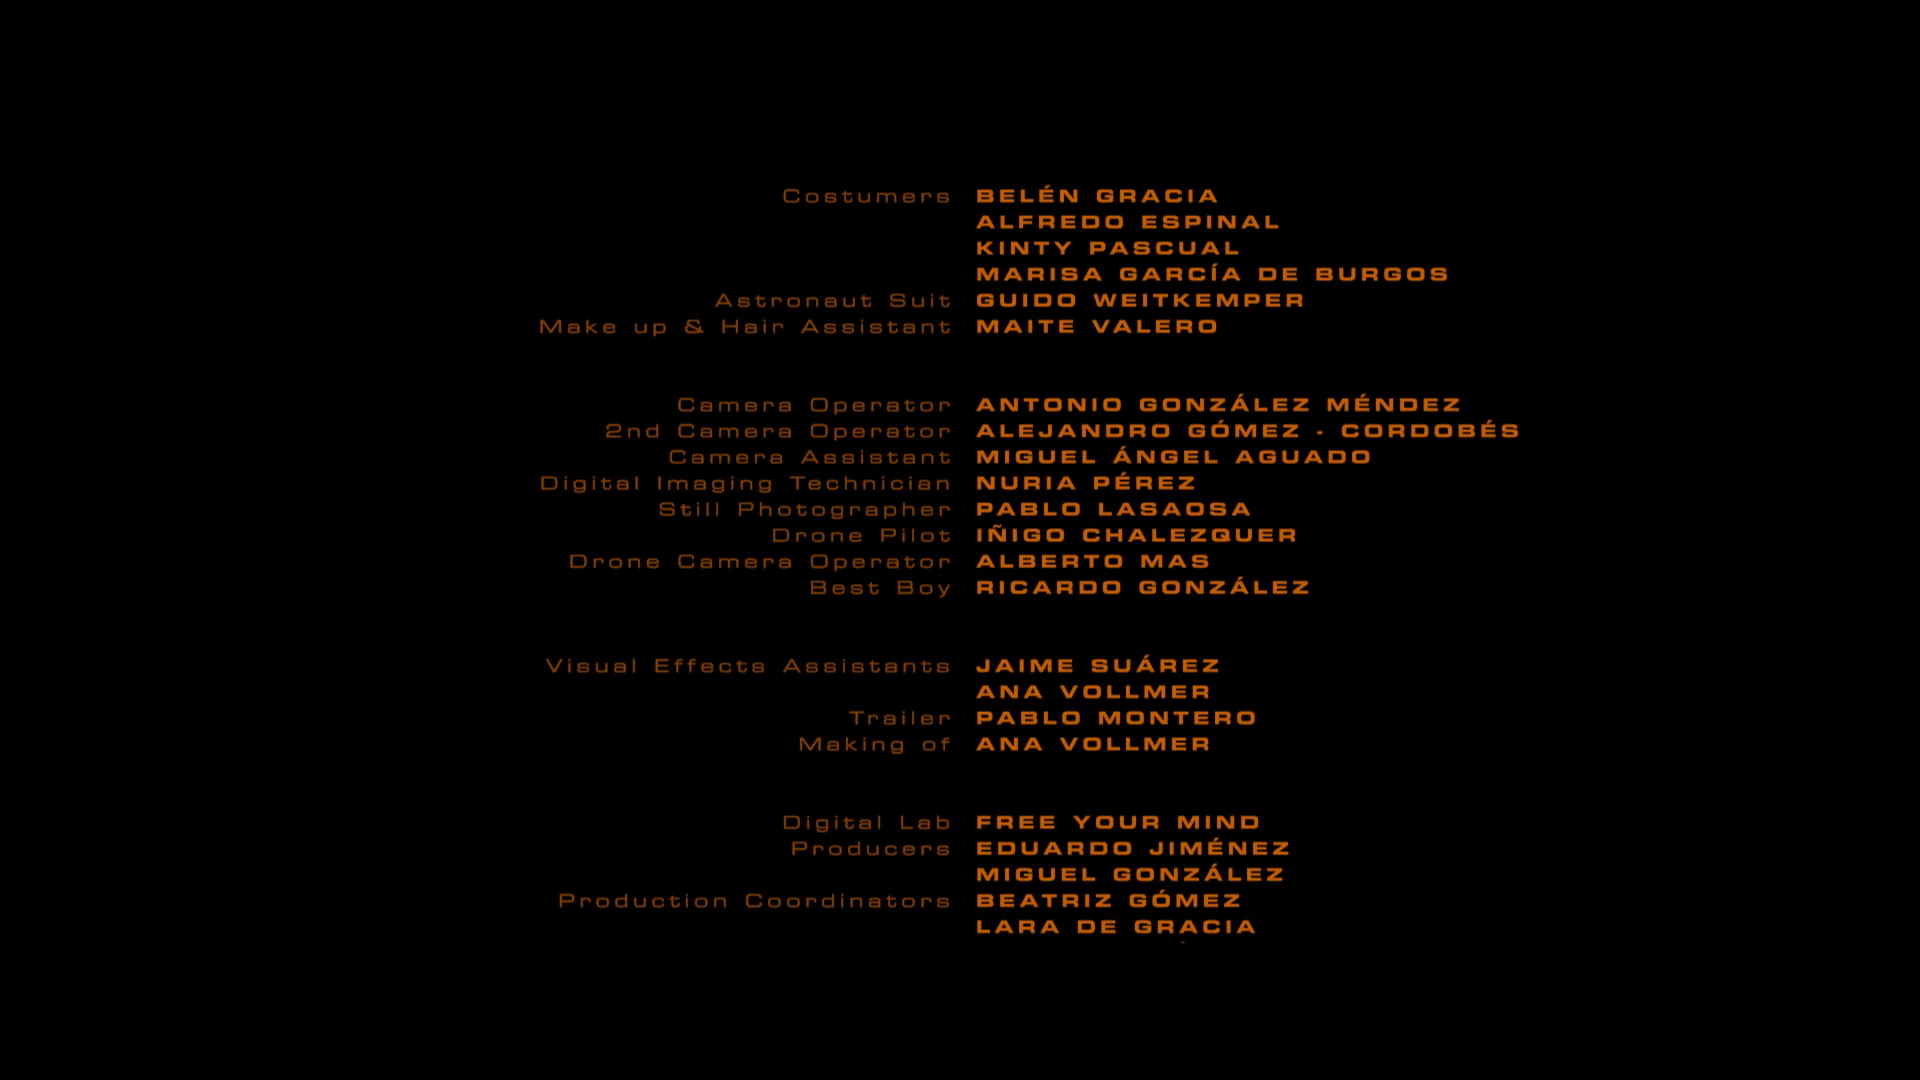 Costumers BELÉN GRACIA
ALFREDO ESPINAL
KINTY PASCUAL
MARISA GARCÍA DE BURGOS
Astronaut Suit GUIDO WEITKEMPER
Make up & Hair Assistant MAITE VALERO
Camera Operator ANTONIO GONZÁLEZ MÉNDEZ
2nd Camera Operator ALEJANDRO GÓMEZ - CORDOBÉS
Camera Assistant MIGUEL ÁNGEL AGUADO
Digital Imaging Technician NURIA PÉREZ
Still Photographer PABLO LASAOSA
Drone Pilot IÑIGO CHALEZQUER
Drone Camera Operator ALBERTO MAS
Best Boy RICARDO GONZÁLEZ
Visual Effects Assistants JAIME SUÁREZ
ANA VOLLMER
Trailer PABLO MONTERO
Making of ANA VOLLMER
Digital Lab FREE YOUR MIND
Producers EDUARDO JIMÉNEZ
MIGUEL GONZÁLEZ
Production Coordinators BEATRIZ GÓMEZ
LARA DE GRACIA